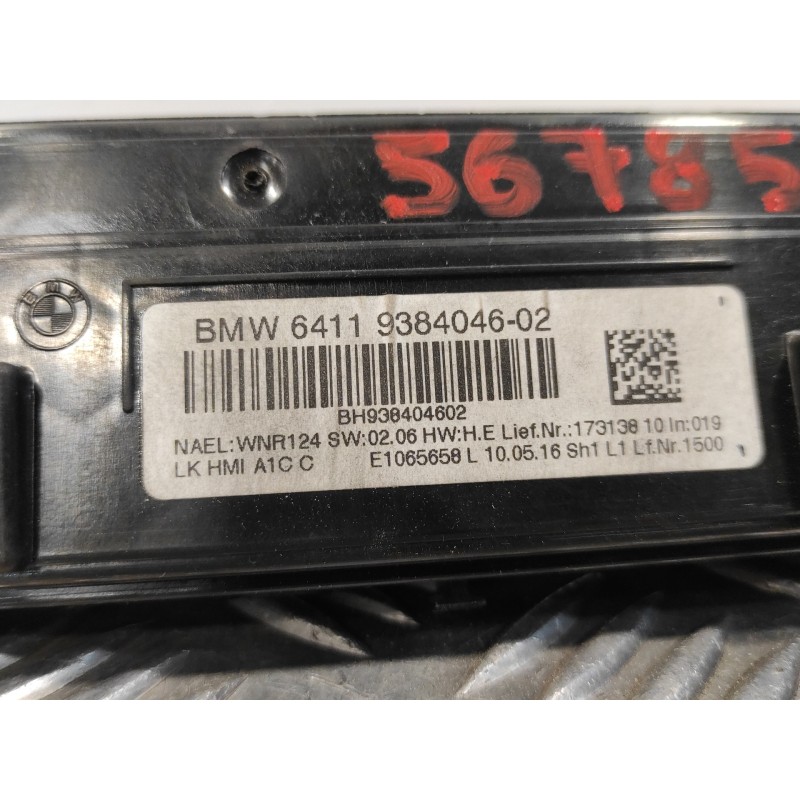 56785
BMW
BMW 6411 9384046-02
BH938404602
NAEL:WNR124 SW:02.06 HW:H.E Lief.Nr.:173138 10 In:019
LK HMI A1C C E1065658 L 10.05.16 Sh1 L1 Lf.Nr.1500